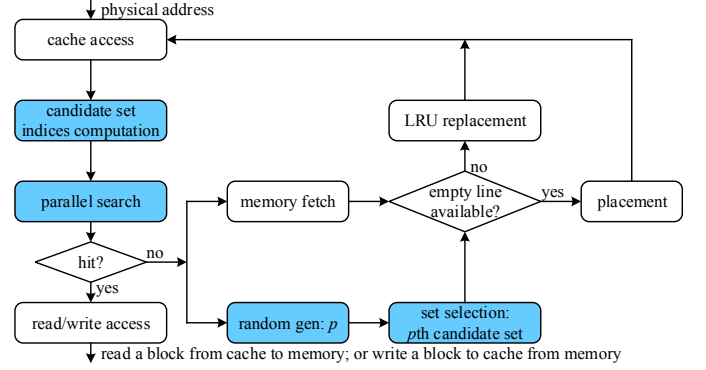 physical address
cache access
candidate set
indices computation
LRU replacement
no
parallel search
memory fetch
empty line
available?
yes
placement
hit?
no
yes
read/write access
random gen: p
set selection:
pth candidate set
read a block from cache to memory; or write a block to cache from memory